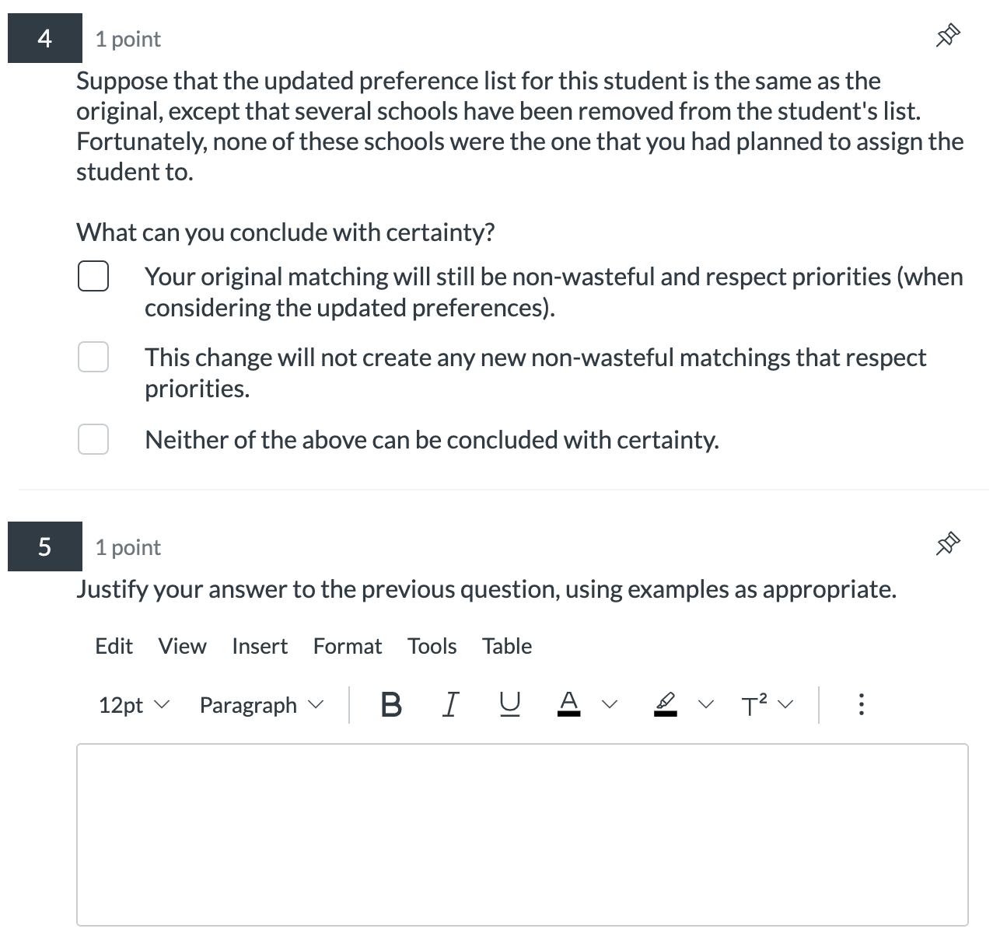 4
1 point
Suppose that the updated preference list for this student is the same as the
original, except that several schools have been removed from the student's list.
Fortunately, none of these schools were the one that you had planned to assign the
student to.
What can you conclude with certainty?
Your original matching will still be non-wasteful and respect priorities (when
considering the updated preferences).
This change will not create any new non-wasteful matchings that respect
priorities.
Neither of the above can be concluded with certainty.
5
1 point
Justify your answer to the previous question, using examples as appropriate.
Edit View Insert Format Tools Table
12pt Paragraph B I U A T²